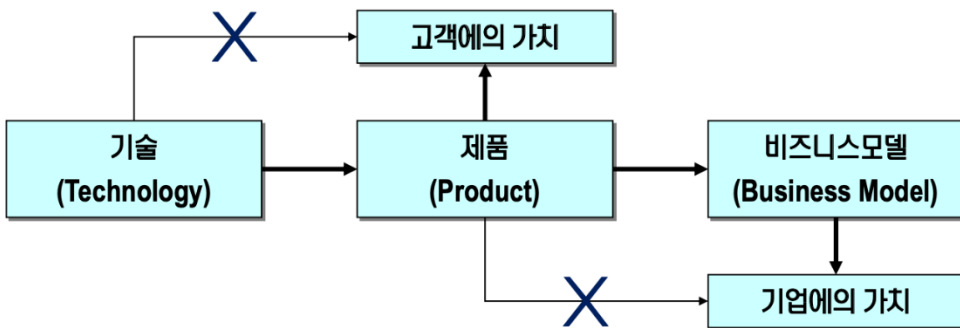 고객에의 가치
기술
(Technology)
제품
(Product)
비즈니스모델
(Business Model)
기업에의 가치